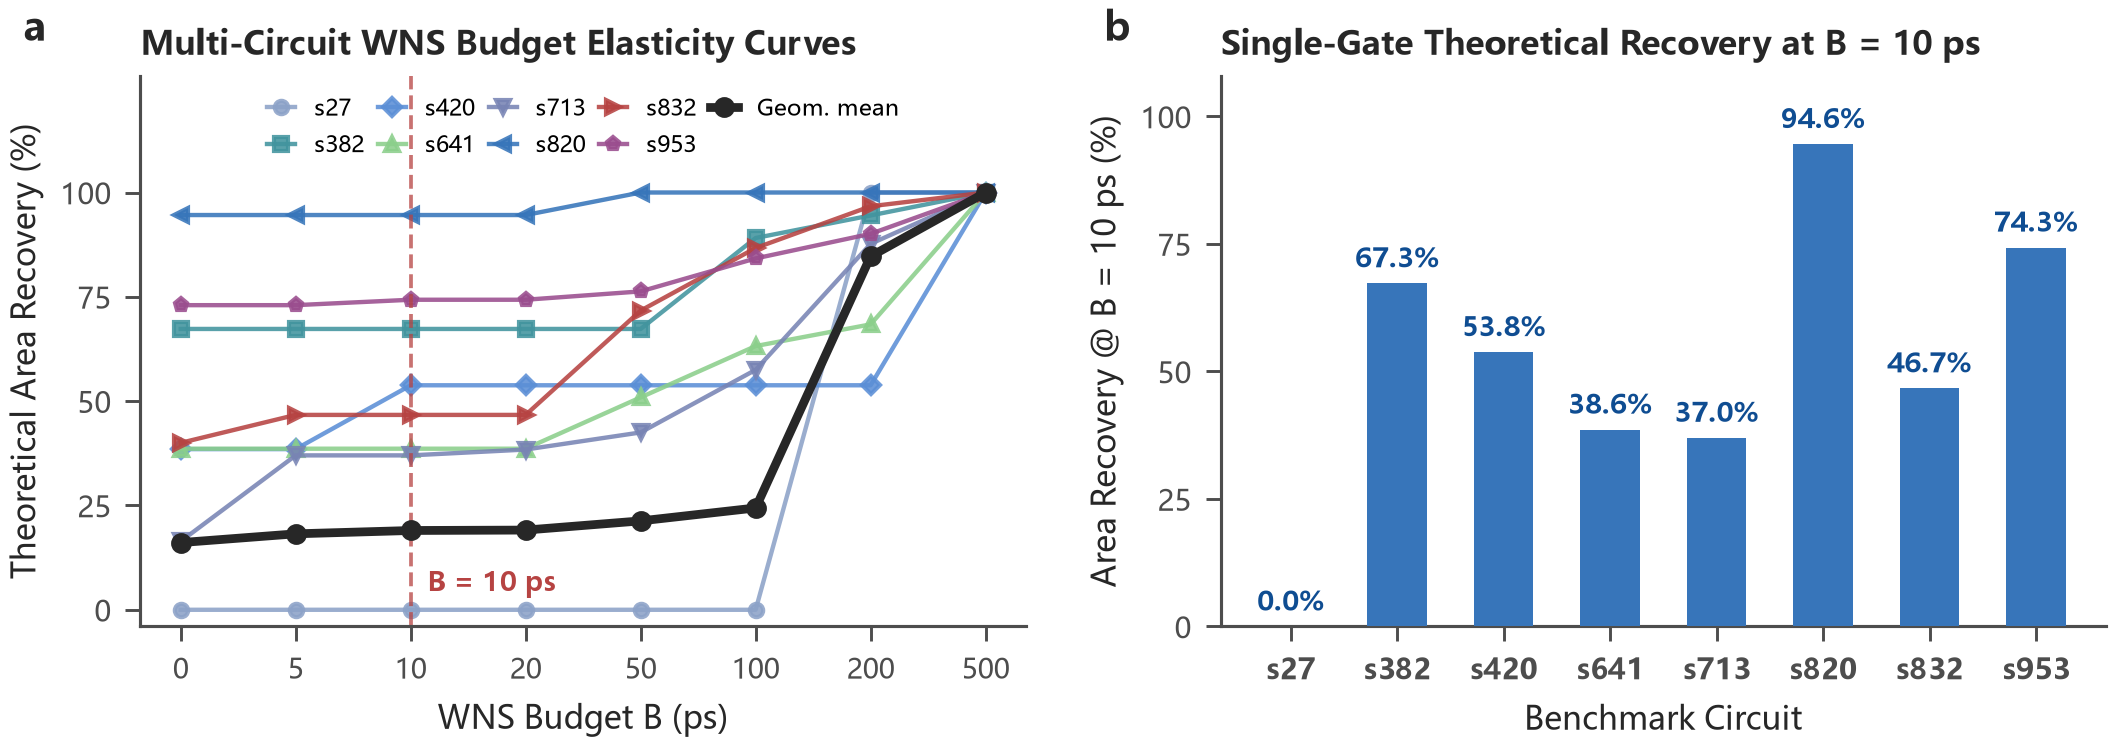 a
Multi-Circuit WNS Budget Elasticity Curves
s27 s420 s713 s832 Geom. mean
s382 s641 s820 s953
Theoretical Area Recovery (%)
100
75
50
25
0
B = 10 ps
0 5 10 20 50 100 200 500
WNS Budget B (ps)
b
Single-Gate Theoretical Recovery at B = 10 ps
Area Recovery @ B = 10 ps (%)
100
75
50
25
0
0.0% 67.3% 53.8% 38.6% 37.0% 94.6% 46.7% 74.3%
s27 s382 s420 s641 s713 s820 s832 s953
Benchmark Circuit